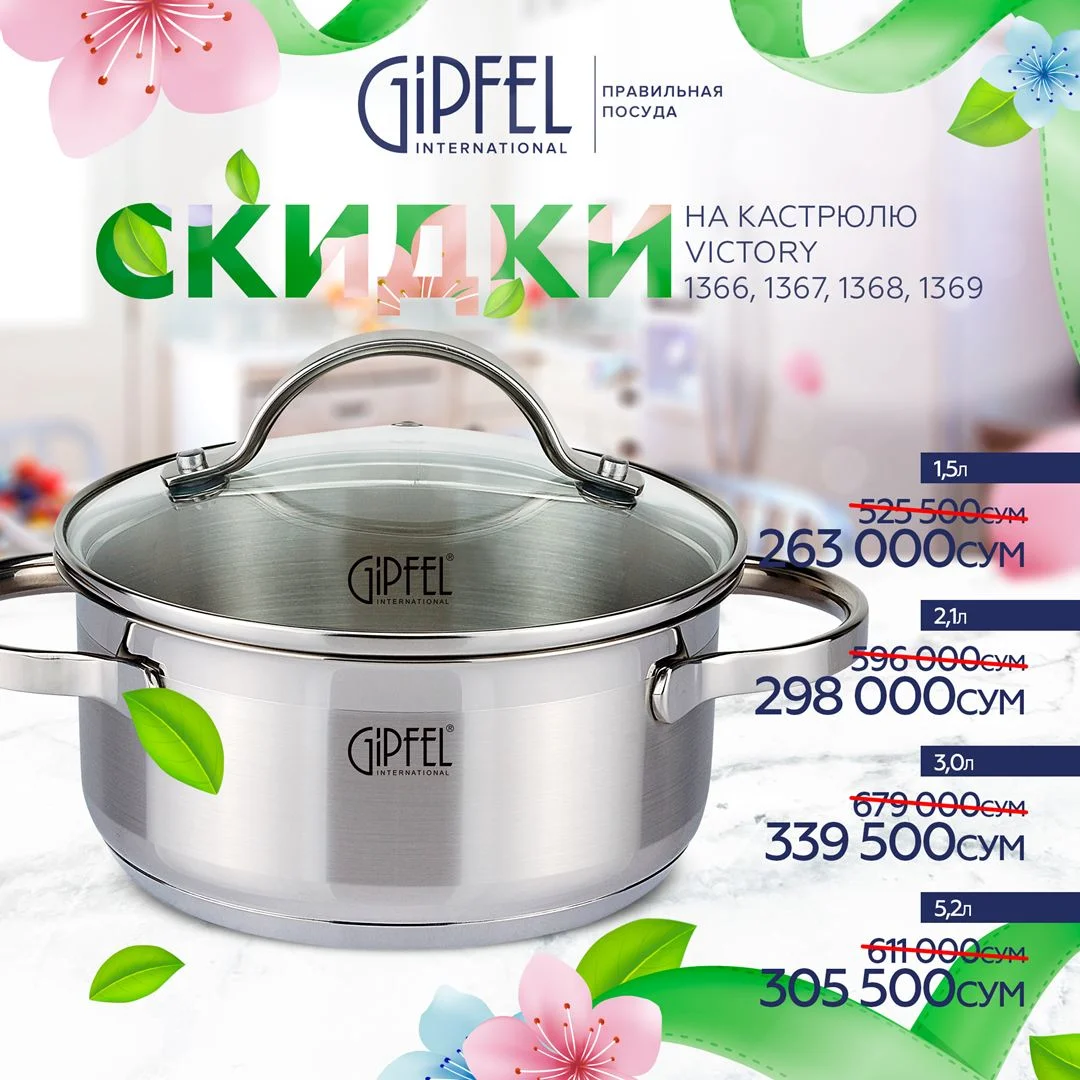 GIPFEL
INTERNATIONAL
ПРАВИЛЬНАЯ
ПОСУДА
СКИДКИ
НА КАСТРЮЛЮ
VICTORY
1366, 1367, 1368, 1369
GIPFEL®
INTERNATIONAL
GIPFEL®
INTERNATIONAL
1,5л
525 500сум
263 000сум
2,1л
596 000сум
298 000сум
3,0л
679 000сум
339 500сум
5,2л
611 000сум
305 500сум